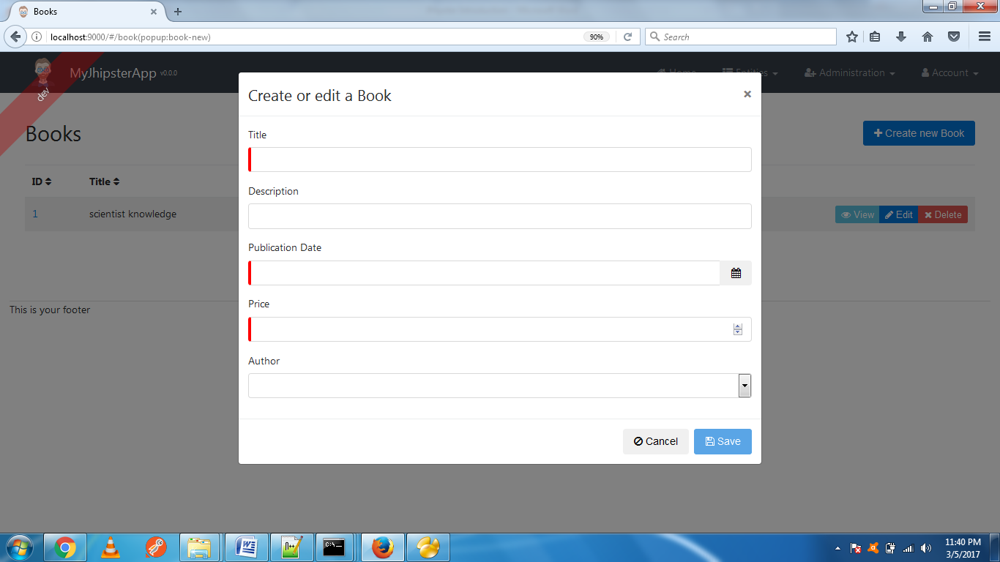 Books
localhost:9000/#/book(popup:book-new)
90%
Search
dev
MyJhipsterApp v0.0.0
Home
Entities
Administration
Account
Create or edit a Book
Books
Create new Book
Title
ID
Title
Description
1
scientist knowledge
View
Edit
Delete
Publication Date
Price
This is your footer
Author
Cancel
Save
11:40 PM
3/5/2017